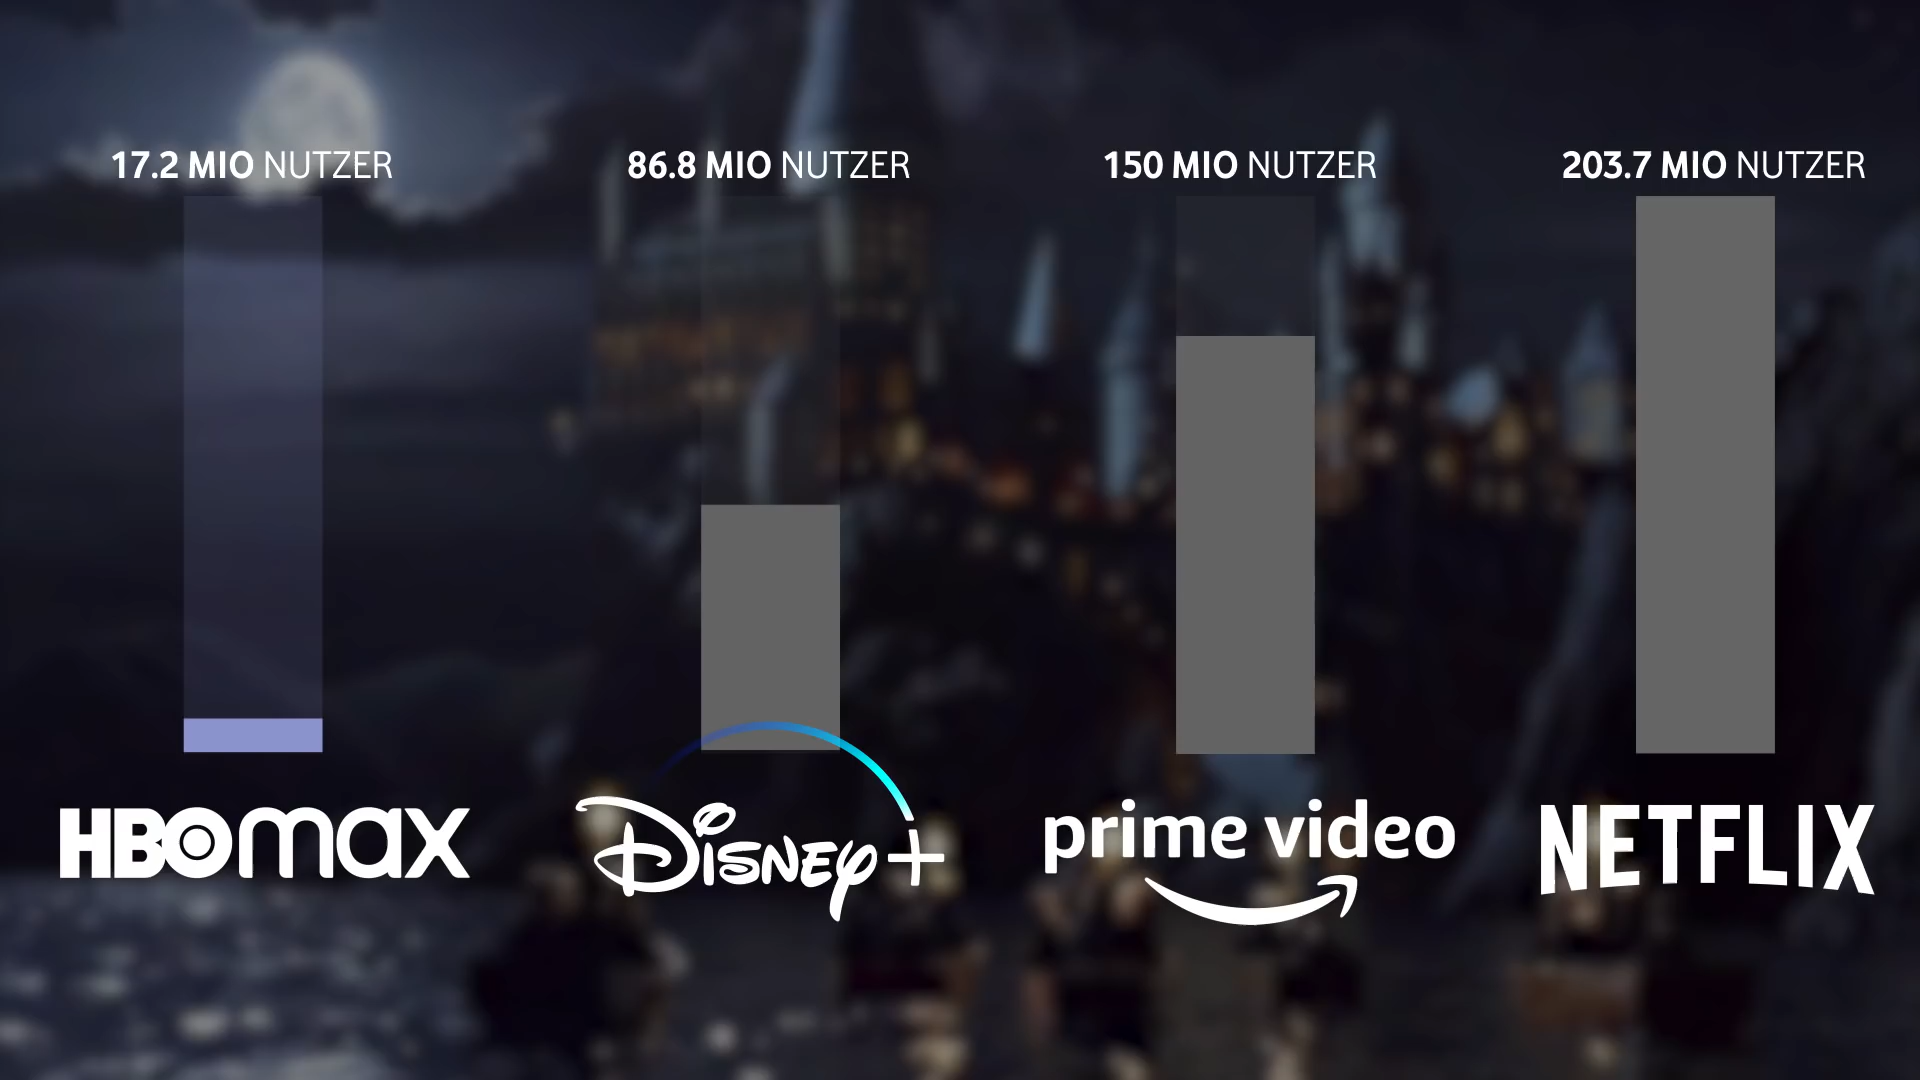 17.2 MIO NUTZER
86.8 MIO NUTZER
150 MIO NUTZER
203.7 MIO NUTZER
HBOmax
Disney+
prime video
NETFLIX